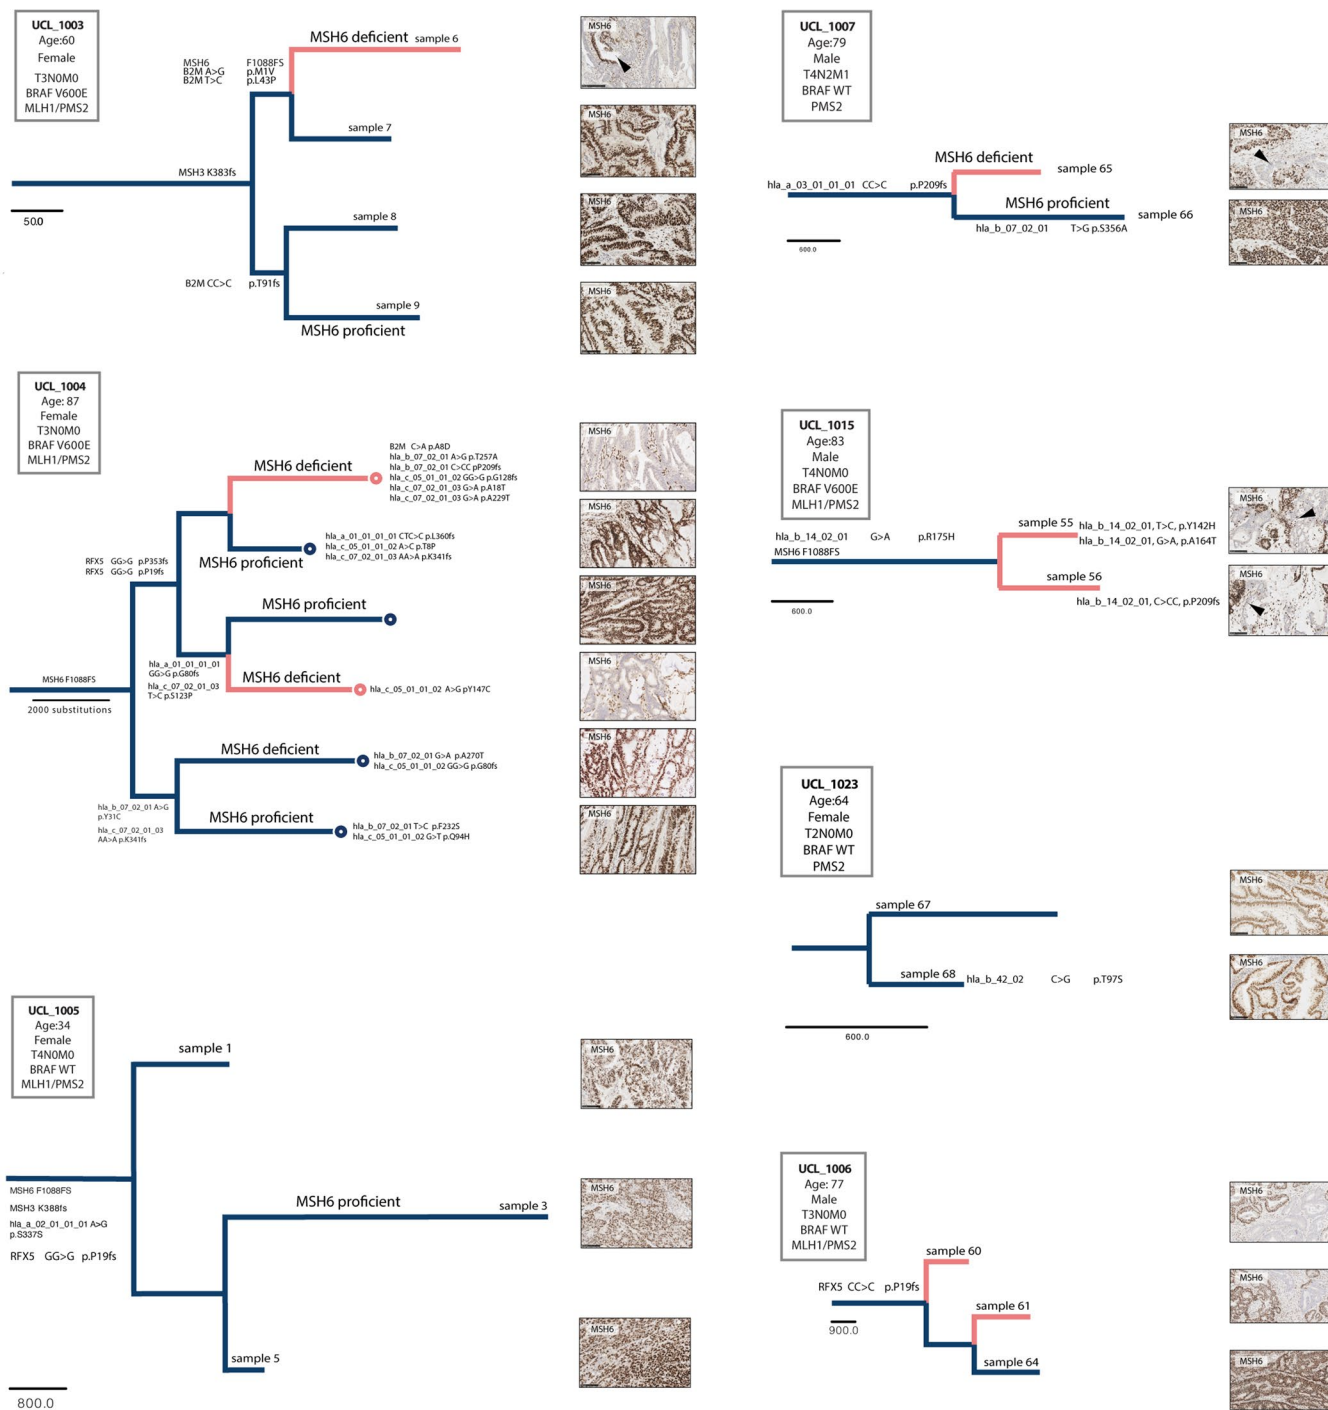 UCL_1003
Age:60
Female
T3N0M0
BRAF V600E
MLH1/PMS2
MSH6 F1088FS
B2M A>G p.M1V
B2M T>C p.L43P
MSH6 deficient sample 6
sample 7
MSH3 K383fs
50.0
sample 8
B2M CC>C p.T91fs
sample 9
MSH6 proficient
MSH6
MSH6
MSH6
MSH6
UCL_1004
Age: 87
Female
T3N0M0
BRAF V600E
MLH1/PMS2
MSH6 deficient
B2M C>A p.A8D
hla_b_07_02_01 A>G p.T257A
hla_b_07_02_01 C>CC pP209fs
hla_c_05_01_01_02 GG>G p.G128fs
hla_c_07_02_01_03 G>A p.A18T
hla_c_07_02_01_03 G>A p.A229T
hla_a_01_01_01_01 CTC>C p.L360fs
hla_c_05_01_01_02 A>C p.T8P
hla_c_07_02_01_03 AA>A p.K341fs
MSH6 proficient
RFX5 GG>G p.P353fs
RFX5 GG>G p.P19fs
MSH6 proficient
hla_a_01_01_01_01
GG>G p.G80fs
hla_c_07_02_01_03
T>C p.S123P
MSH6 deficient
hla_c_05_01_01_02 A>G pY147C
MSH6 F1088FS
2000 substitutions
MSH6 deficient
hla_b_07_02_01 G>A p.A270T
hla_c_05_01_01_02 GG>G p.G80fs
hla_b_07_02_01 A>G
p.Y31C
hla_c_07_02_01_03
AA>A p.K341fs
MSH6 proficient
hla_b_07_02_01 T>C p.F232S
hla_c_05_01_01_02 G>T p.Q94H
MSH6
MSH6
MSH6
MSH6
MSH6
MSH6
UCL_1005
Age:34
Female
T4N0M0
BRAF WT
MLH1/PMS2
sample 1
MSH6 F1088FS
MSH3 K388fs
hla_a_02_01_01_01 A>G
p.S337S
RFX5 GG>G p.P19fs
MSH6 proficient
sample 3
sample 5
800.0
MSH6
MSH6
MSH6
UCL_1007
Age:79
Male
T4N2M1
BRAF WT
PMS2
MSH6 deficient
sample 65
hla_a_03_01_01_01 CC>C p.P209fs
MSH6 proficient
sample 66
hla_b_07_02_01 T>G p.S356A
600.0
MSH6
MSH6
UCL_1015
Age:83
Male
T4N0M0
BRAF V600E
MLH1/PMS2
hla_b_14_02_01 G>A p.R175H
MSH6 F1088FS
sample 55
hla_b_14_02_01, T>C, p.Y142H
hla_b_14_02_01, G>A, p.A164T
sample 56
hla_b_14_02_01, C>CC, p.P209fs
600.0
MSH6
MSH6
UCL_1023
Age:64
Female
T2N0M0
BRAF WT
PMS2
sample 67
sample 68
hla_b_42_02 C>G p.T97S
600.0
MSH6
MSH6
UCL_1006
Age: 77
Male
T3N0M0
BRAF WT
MLH1/PMS2
sample 60
RFX5 CC>C p.P19fs
sample 61
900.0
sample 64
MSH6
MSH6
MSH6